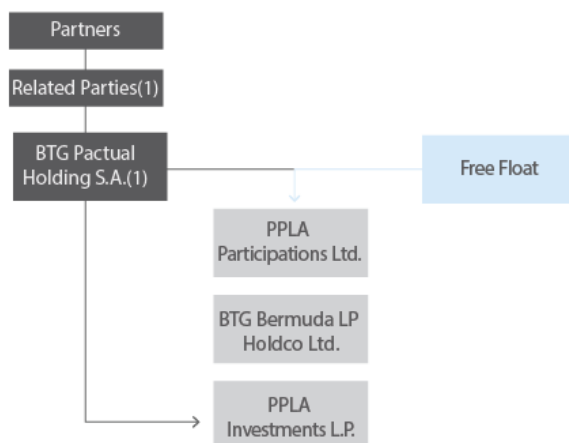 Partners
Related Parties(1)
BTG Pactual
Holding S.A.(1)
Free Float
PPLA
Participations Ltd.
BTG Bermuda LP
Holdco Ltd.
PPLA
Investments L.P.